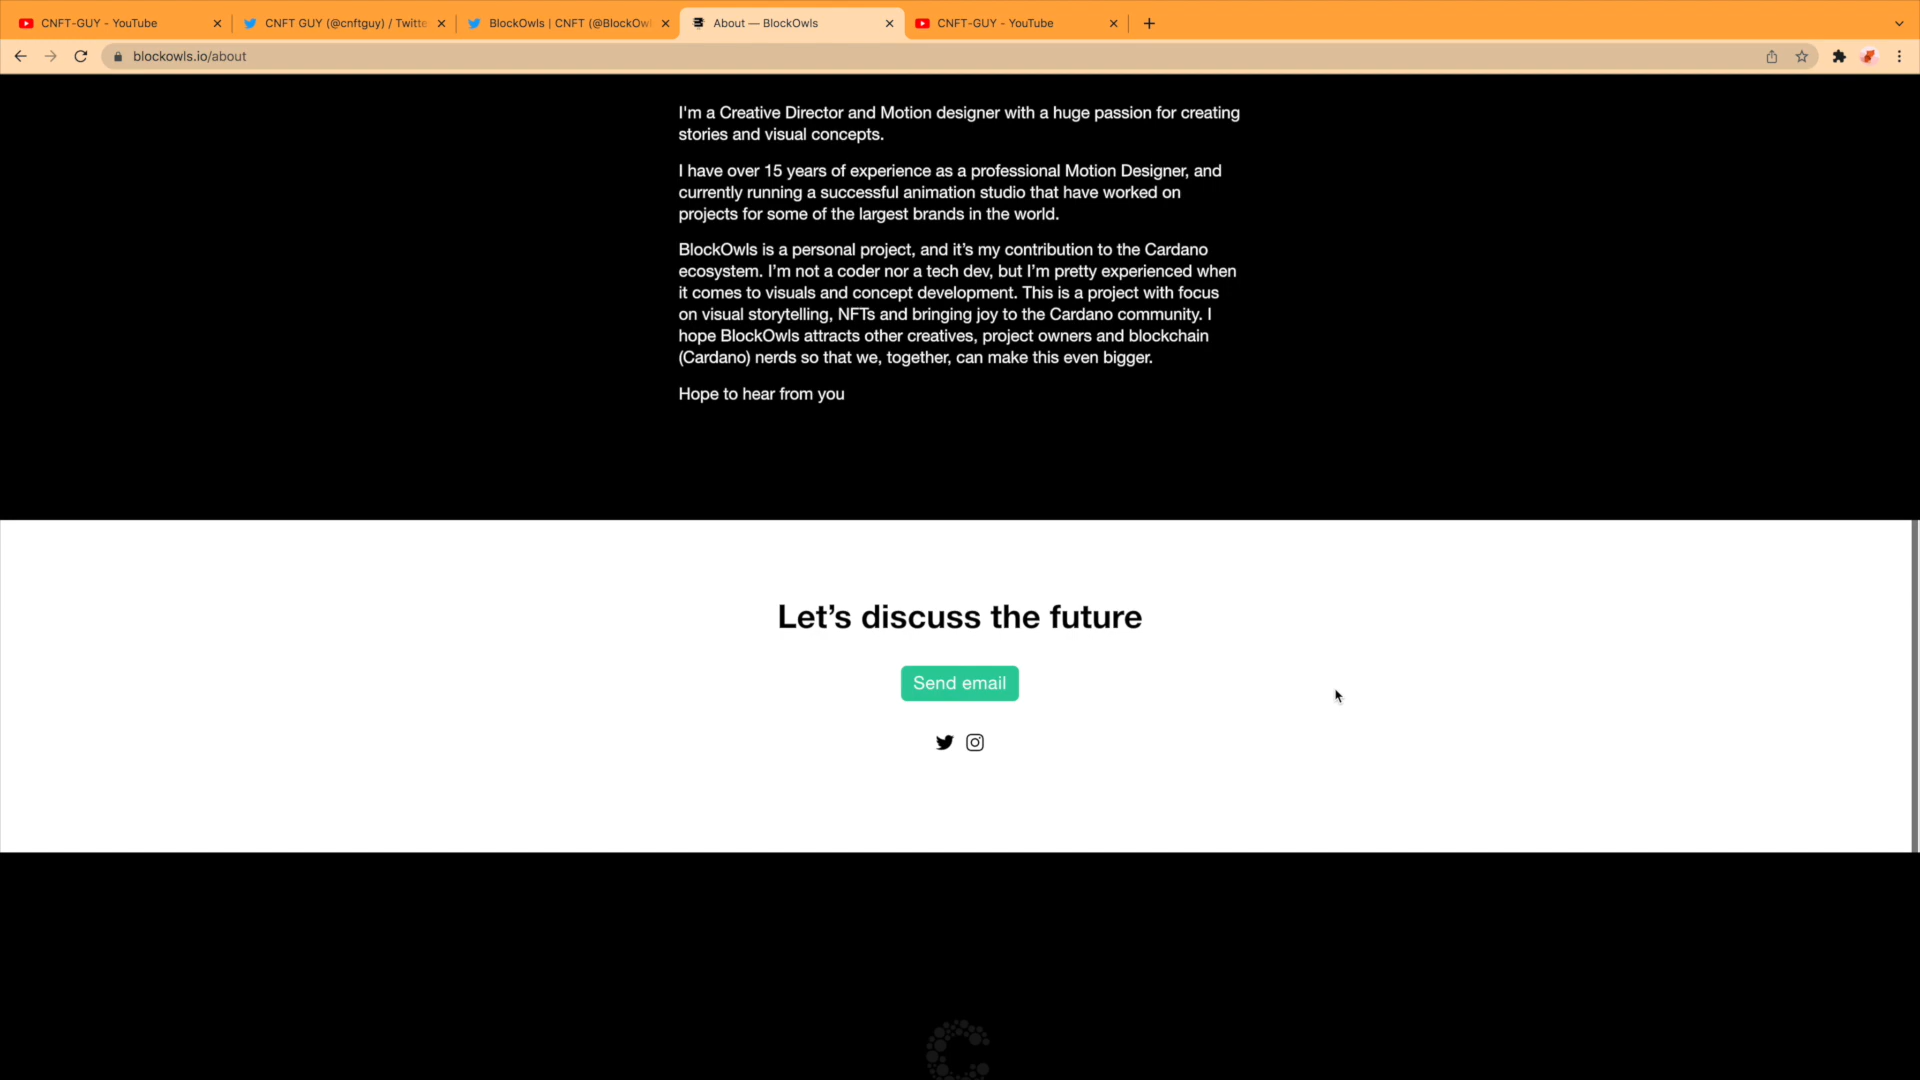 CNFT-GUY - YouTube
CNFT GUY (@cnftguy) / Twitte
BlockOwls | CNFT (@BlockOwl
About — BlockOwls
CNFT-GUY - YouTube
blockowls.io/about
I'm a Creative Director and Motion designer with a huge passion for creating
stories and visual concepts.
I have over 15 years of experience as a professional Motion Designer, and
currently running a successful animation studio that have worked on
projects for some of the largest brands in the world.
BlockOwls is a personal project, and it’s my contribution to the Cardano
ecosystem. I’m not a coder nor a tech dev, but I’m pretty experienced when
it comes to visuals and concept development. This is a project with focus
on visual storytelling, NFTs and bringing joy to the Cardano community. I
hope BlockOwls attracts other creatives, project owners and blockchain
(Cardano) nerds so that we, together, can make this even bigger.
Hope to hear from you
Let’s discuss the future
Send email